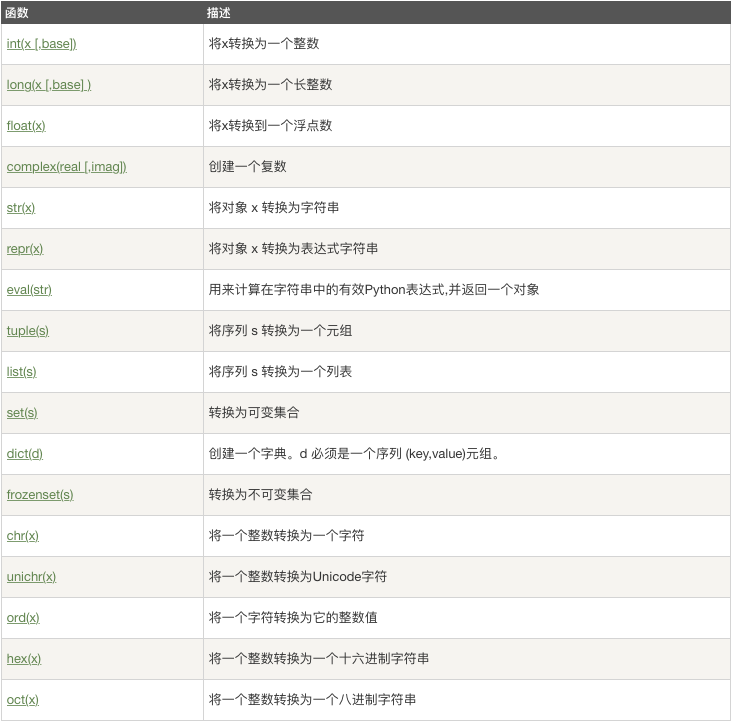 函数 描述
int(x [,base]) 将x转换为一个整数
long(x [,base] ) 将x转换为一个长整数
float(x) 将x转换到一个浮点数
complex(real [,imag]) 创建一个复数
str(x) 将对象 x 转换为字符串
repr(x) 将对象 x 转换为表达式字符串
eval(str) 用来计算在字符串中的有效Python表达式,并返回一个对象
tuple(s) 将序列 s 转换为一个元组
list(s) 将序列 s 转换为一个列表
set(s) 转换为可变集合
dict(d) 创建一个字典。d 必须是一个序列 (key,value)元组。
frozenset(s) 转换为不可变集合
chr(x) 将一个整数转换为一个字符
unichr(x) 将一个整数转换为Unicode字符
ord(x) 将一个字符转换为它的整数值
hex(x) 将一个整数转换为一个十六进制字符串
oct(x) 将一个整数转换为一个八进制字符串